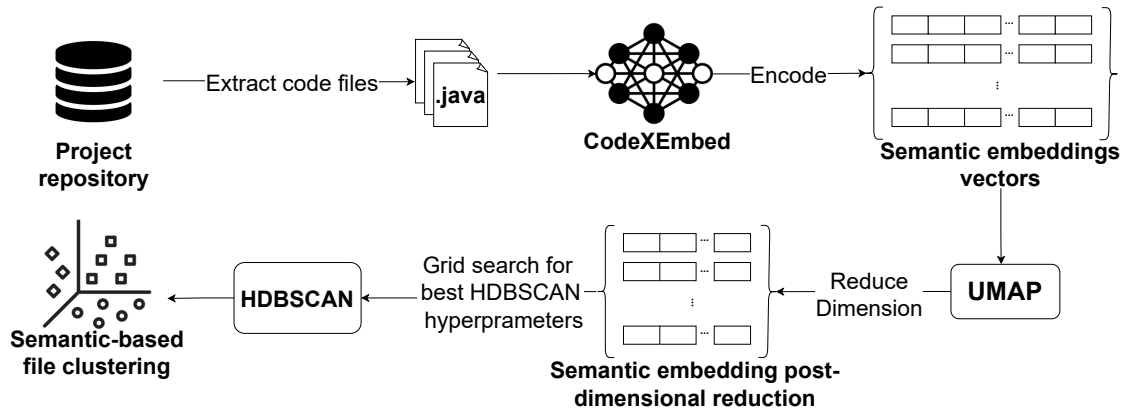 Extract code files
.java
Encode
Project
repository
CodeXEmbed
Semantic embeddings
vectors
Grid search for
best HDBSCAN
hyperprameters
HDBSCAN
Reduce
Dimension
UMAP
Semantic-based
file clustering
Semantic embedding post-
dimensional reduction